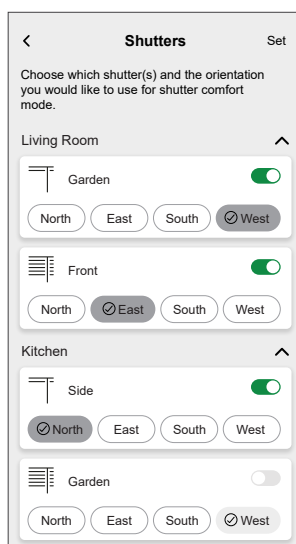 Shutters Set
Choose which shutter(s) and the orientation
you would like to use for shutter comfort
mode.
Living Room
Garden
North East South West
Front
North East South West
Kitchen
Side
North East South West
Garden
North East South West